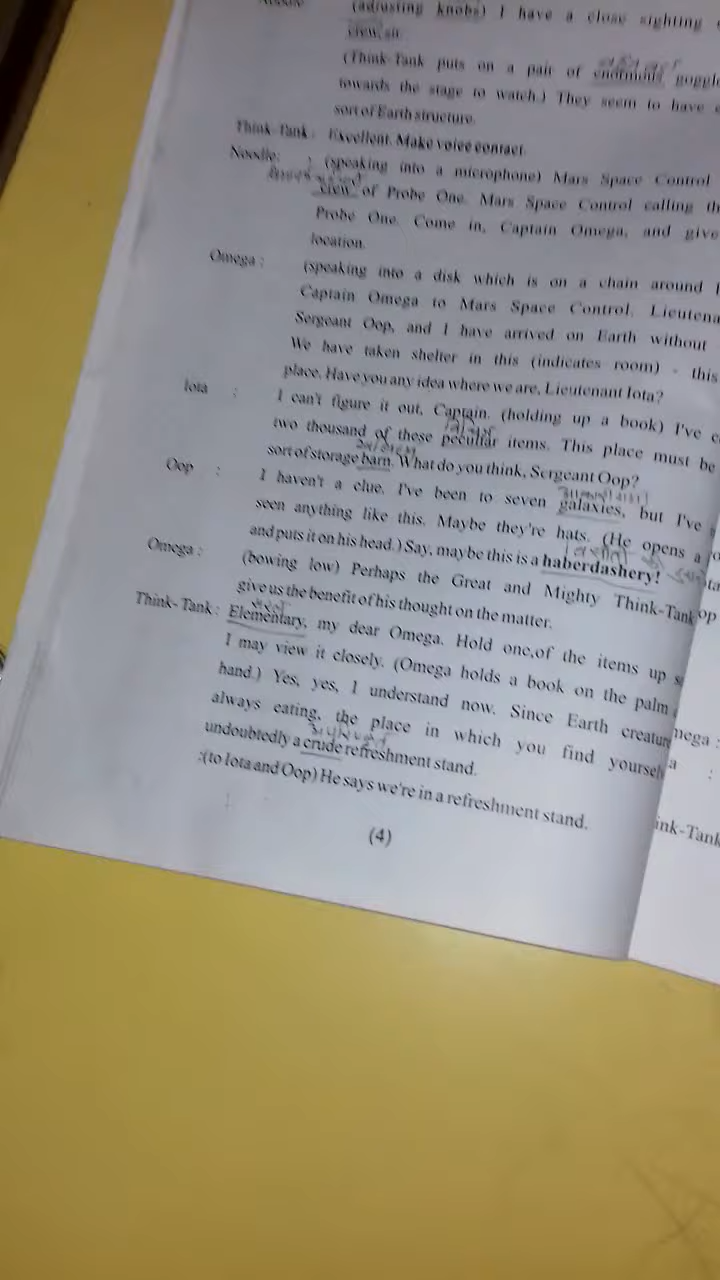 (adjusting knobs) I have a close sighting
view, sir.
(Think-Tank puts on a pair of enormous goggle
towards the stage to watch.) They seem to have
sort of Earth structure.
Think-Tank : Excellent. Make voice contact.
Noodle: (speaking into a microphone) Mars Space Control
view of Probe One. Mars Space Control calling th
Probe One. Come in, Captain Omega, and give
location.
Omega : (speaking into a disk which is on a chain around
Captain Omega to Mars Space Control. Lieutena
Sergeant Oop, and I have arrived on Earth without
We have taken shelter in this (indicates room) - this
place. Have you any idea where we are, Lieutenant Iota?
Iota : I can't figure it out, Captain. (holding up a book) I've c
two thousand of these peculiar items. This place must be
sort of storage barn. What do you think, Sergeant Oop?
Oop : I haven't a clue. I've been to seven galaxies, but I've
seen anything like this. Maybe they're hats. (He opens a
and puts it on his head.) Say, maybe this is a haberdashery!
Omega : (bowing low) Perhaps the Great and Mighty Think-Tank
give us the benefit of his thought on the matter.
Think-Tank : Elementary, my dear Omega. Hold one,of the items up s
I may view it closely. (Omega holds a book on the palm
hand.) Yes, yes, I understand now. Since Earth creature
always eating, the place in which you find yoursel
undoubtedly a crude refreshment stand.
:(to Iota and Oop) He says we're in a refreshment stand.
(4)
op
mega :
a :
ink-Tank